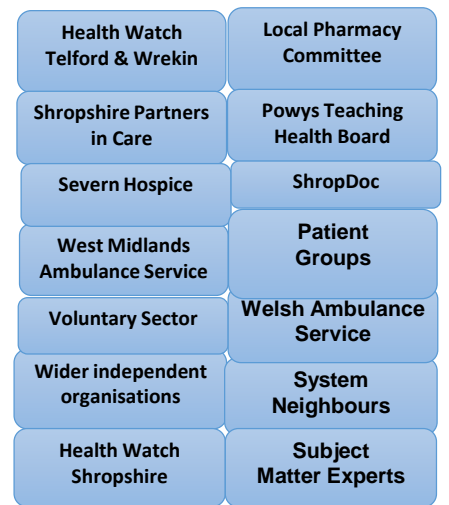 Health Watch
Telford & Wrekin
Local Pharmacy
Committee
Shropshire Partners
in Care
Powys Teaching
Health Board
Severn Hospice
ShropDoc
West Midlands
Ambulance Service
Patient
Groups
Voluntary Sector
Welsh Ambulance
Service
Wider independent
organisations
System
Neighbours
Health Watch
Shropshire
Subject
Matter Experts